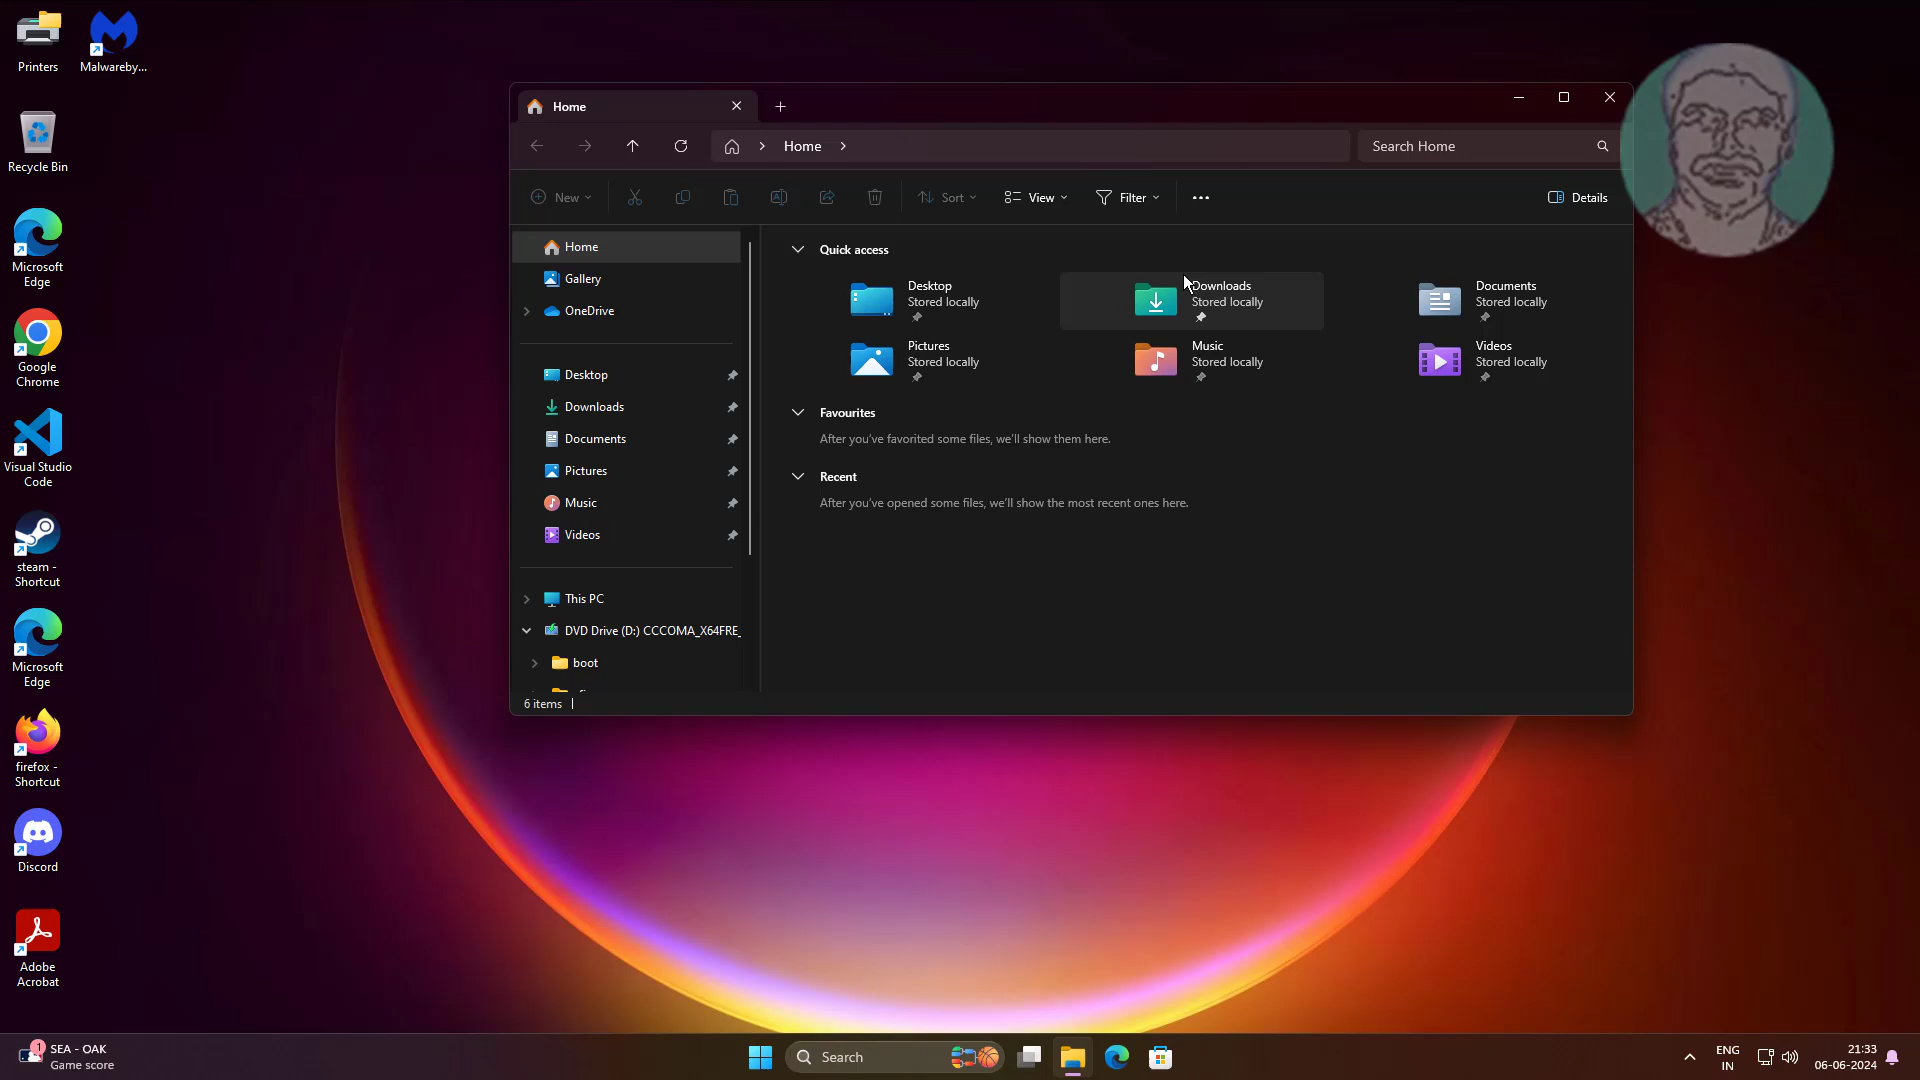 Printers
Malwareby...
Recycle Bin
Microsoft
Edge
Google
Chrome
Visual Studio
Code
steam -
Shortcut
Microsoft
Edge
firefox -
Shortcut
Discord
Adobe
Acrobat
Home
Home
Search Home
New
Sort
View
Filter
Details
Home
Gallery
OneDrive
Desktop
Downloads
Documents
Pictures
Music
Videos
This PC
DVD Drive (D:) CCCOMA_X64FRE_
boot
6 items
Quick access
Desktop
Stored locally
Downloads
Stored locally
Documents
Stored locally
Pictures
Stored locally
Music
Stored locally
Videos
Stored locally
Favourites
After you've favorited some files, we'll show them here.
Recent
After you've opened some files, we'll show the most recent ones here.
1
SEA - OAK
Game score
Search
ENG
IN
21:33
06-06-2024